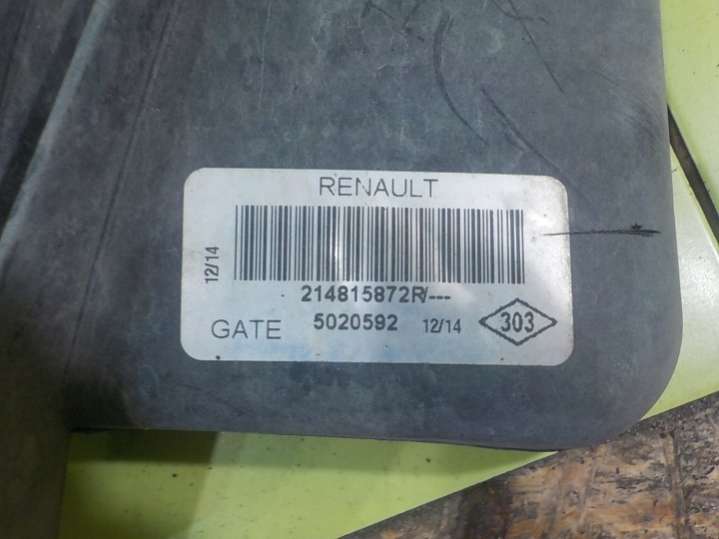 RENAULT
12/14
214815872R/---
GATE 5020592 12/14 303